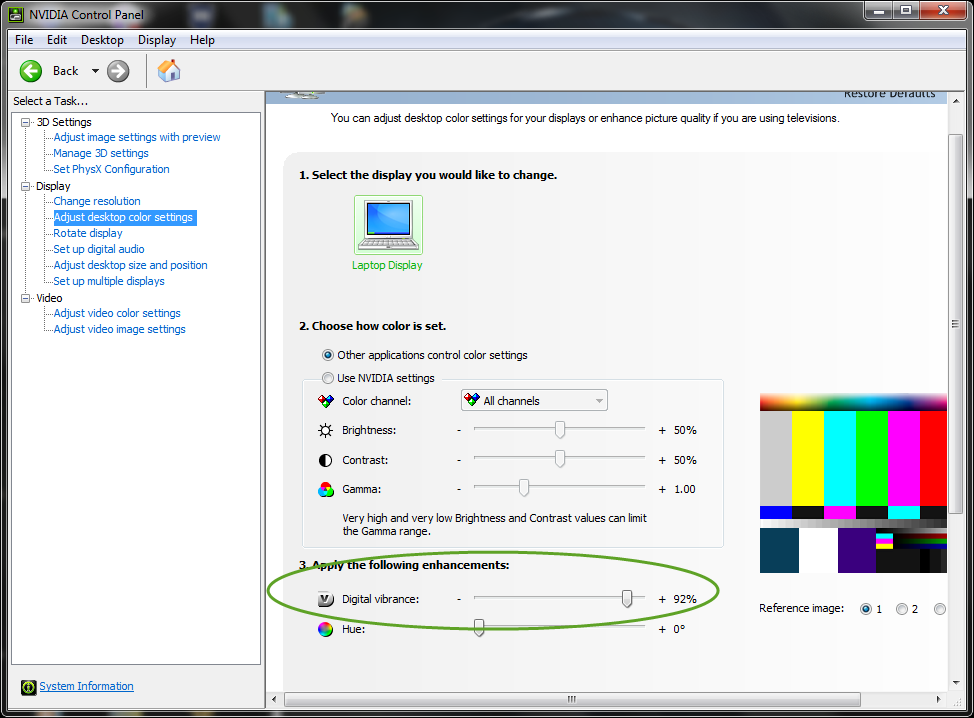 NVIDIA Control Panel
File Edit Desktop Display Help
Back
Select a Task...
3D Settings
Adjust image settings with preview
Manage 3D settings
Set PhysX Configuration
Display
Change resolution
Adjust desktop color settings
Rotate display
Set up digital audio
Adjust desktop size and position
Set up multiple displays
Video
Adjust video color settings
Adjust video image settings
System Information
Restore Defaults
You can adjust desktop color settings for your displays or enhance picture quality if you are using televisions.
1. Select the display you would like to change.
Laptop Display
2. Choose how color is set.
Other applications control color settings
Use NVIDIA settings
Color channel: All channels
Brightness: - + 50%
Contrast: - + 50%
Gamma: - + 1.00
Very high and very low Brightness and Contrast values can limit
the Gamma range.
3. Apply the following enhancements:
Digital vibrance: - + 92%
Hue: - + 0°
Reference image: 1 2